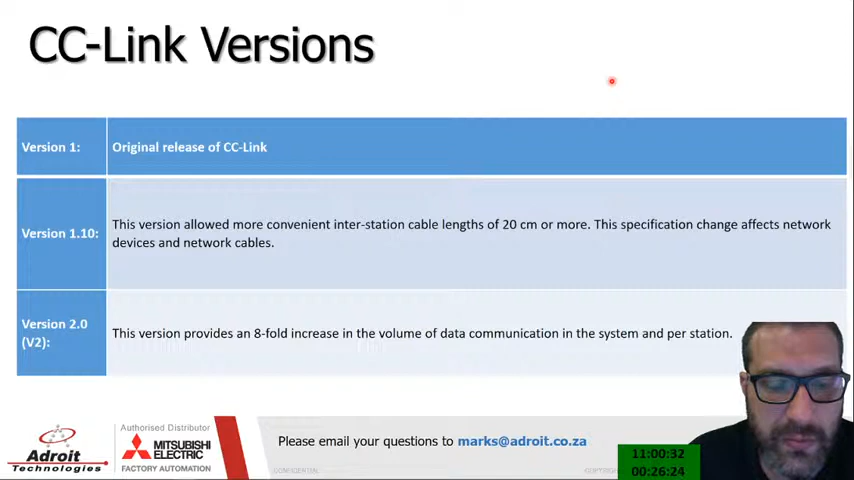 CC-Link Versions
Version 1:
Original release of CC-Link
Version 1.10:
This version allowed more convenient inter-station cable lengths of 20 cm or more. This specification change affects network
devices and network cables.
Version 2.0
(V2):
This version provides an 8-fold increase in the volume of data communication in the system and per station.
Adroit
Technologies
Authorised Distributor
MITSUBISHI
ELECTRIC
FACTORY AUTOMATION
Please email your questions to marks@adroit.co.za
CONFIDENTIAL
11:00:32
00:26:24